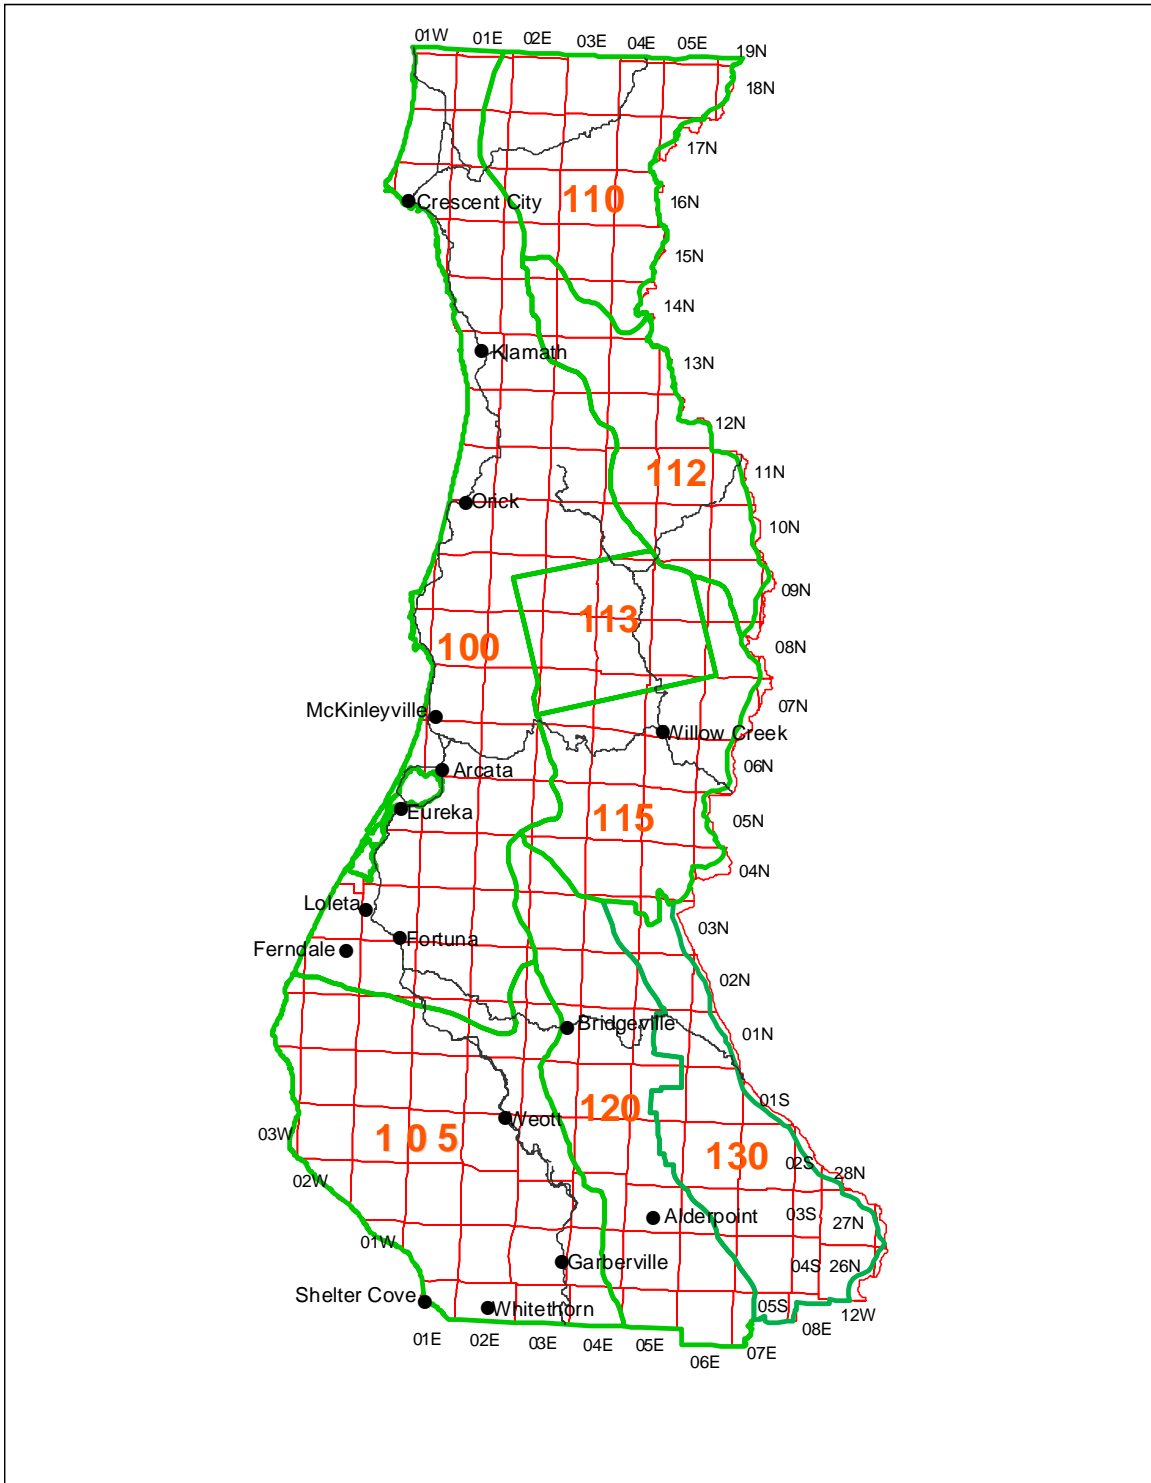 01W 01E 02E 03E 04E 05E
19N
18N
17N
110
16N
Crescent City
15N
14N
Klamath
13N
12N
112
11N
Orick
10N
09N
113
100
08N
McKinleyville
07N
Willow Creek
06N
Arcata
Eureka
115
05N
04N
Loleta
03N
Fortuna
Ferndale
02N
Bridgeville
01N
01S
120
Weott
03W
1 0 5
130
02S
28N
02W
03S
27N
Alderpoint
01W
Garberville
04S 26N
Shelter Cove
Whitethorn
05S
12W
08E
01E 02E 03E 04E 05E
07E
06E